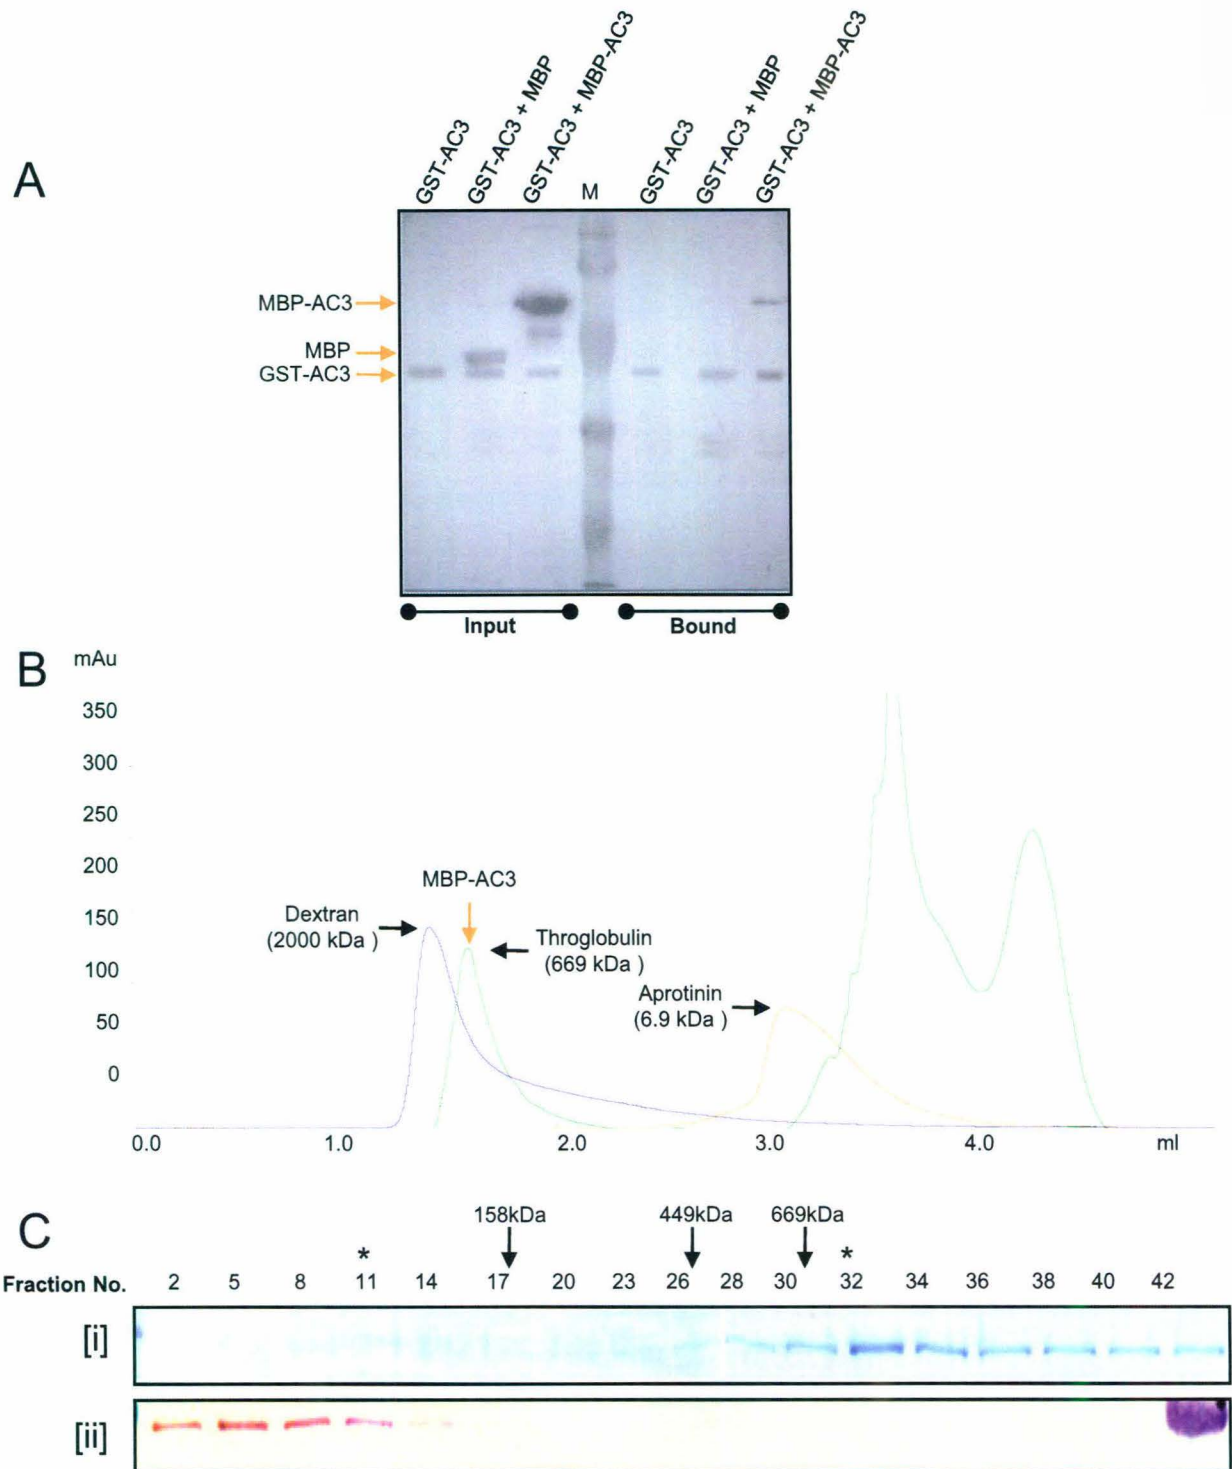 A
GST-AC3
GST-AC3 + MBP
GST-AC3 + MBP-AC3
M
GST-AC3
GST-AC3 + MBP
GST-AC3 + MBP-AC3
MBP-AC3
MBP
GST-AC3
Input
Bound
B
mAu
350
300
250
200
150
100
50
0
MBP-AC3
Dextran
(2000 kDa )
Throglobulin
(669 kDa )
Aprotinin
(6.9 kDa )
0.0 1.0 2.0 3.0 4.0 ml
C
158kDa 449kDa 669kDa
* *
Fraction No. 2 5 8 11 14 17 20 23 26 28 30 32 34 36 38 40 42
[i]
[ii]